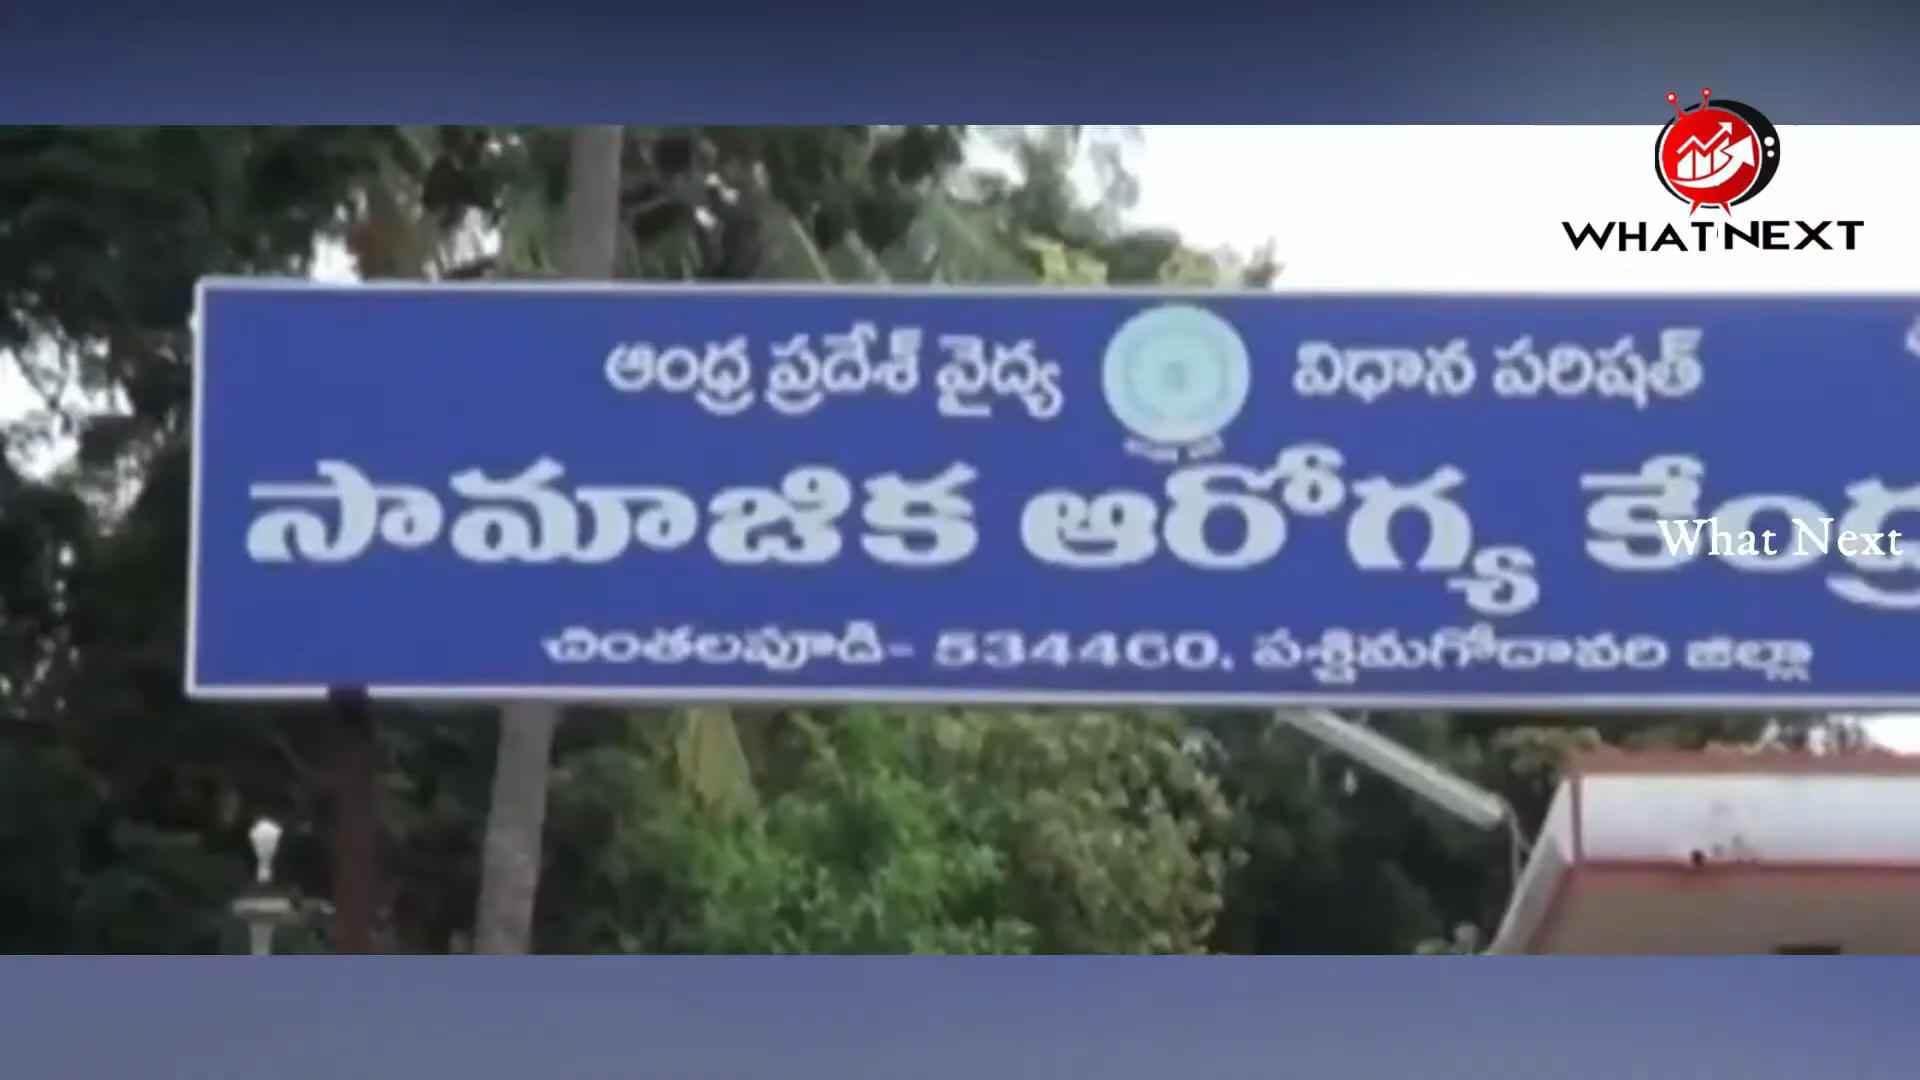 WHAT NEXT
ఆంధ్ర ప్రదేశ్ వైద్య విధాన పరిషత్
సామాజిక ఆరోగ్య కేంద్ర
What Next
చింతలపూడి- 534460, పశ్చిమగోదావరి జిల్లా